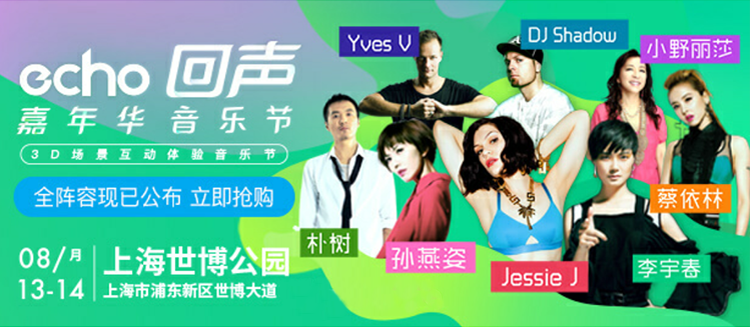 echo 回声
嘉年华音乐节
3D场景互动体验音乐节
全阵容现已公布 立即抢购
08/月
13-14
上海世博公园
上海市浦东新区世博大道
Yves V
DJ Shadow
小野丽莎
朴树
孙燕姿
Jessie J
蔡依林
李宇春